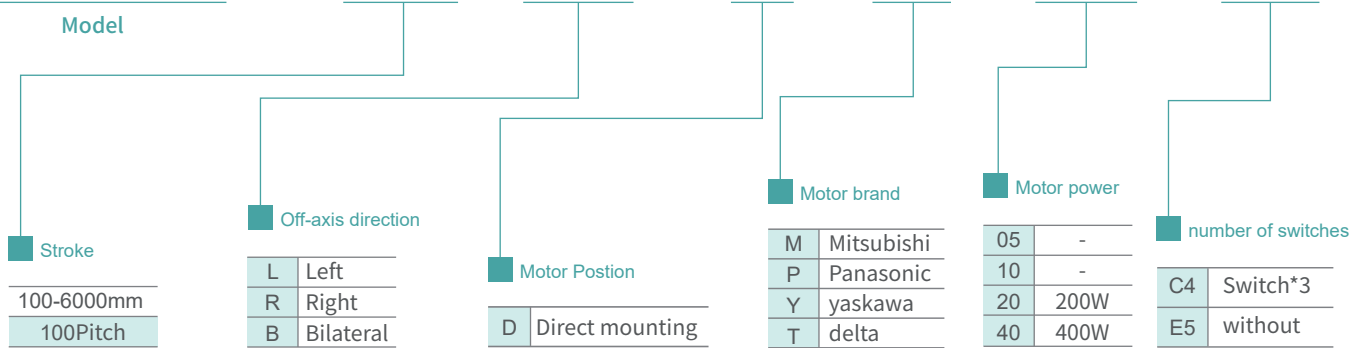 Model
Stroke
100-6000mm
100Pitch
Off-axis direction
L Left
R Right
B Bilateral
Motor Postion
D Direct mounting
Motor brand
M Mitsubishi
P Panasonic
Y yaskawa
T delta
Motor power
05 -
10 -
20 200W
40 400W
number of switches
C4 Switch*3
E5 without